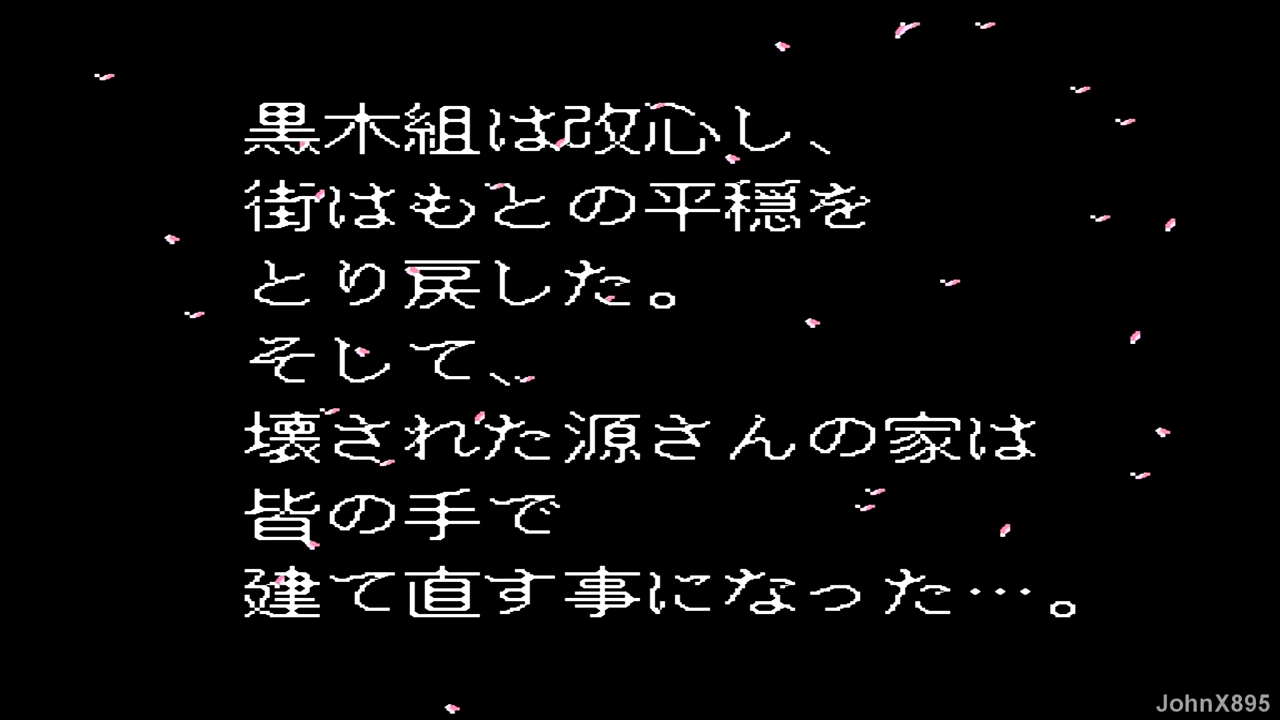 黒木組は改心し、
街はもとの平穏を
とり戻した。
そして、
壊された源さんの家は
皆の手で
建て直す事になった…。
JohnX895